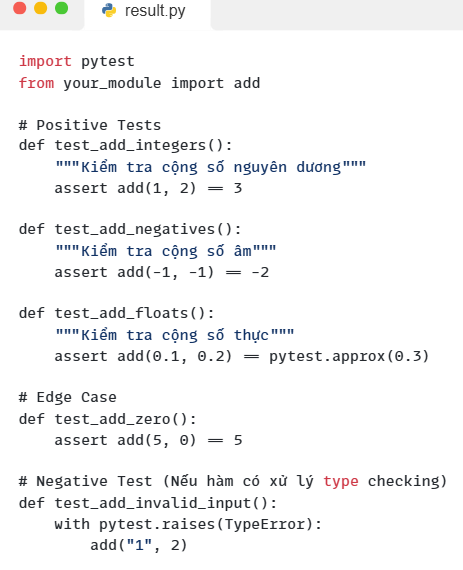 result.py
import pytest
from your_module import add
# Positive Tests
def test_add_integers():
    """Kiểm tra cộng số nguyên dương"""
    assert add(1, 2) == 3
def test_add_negatives():
    """Kiểm tra cộng số âm"""
    assert add(-1, -1) == -2
def test_add_floats():
    """Kiểm tra cộng số thực"""
    assert add(0.1, 0.2) == pytest.approx(0.3)
# Edge Case
def test_add_zero():
    assert add(5, 0) == 5
# Negative Test (Nếu hàm có xử lý type checking)
def test_add_invalid_input():
    with pytest.raises(TypeError):
        add("1", 2)